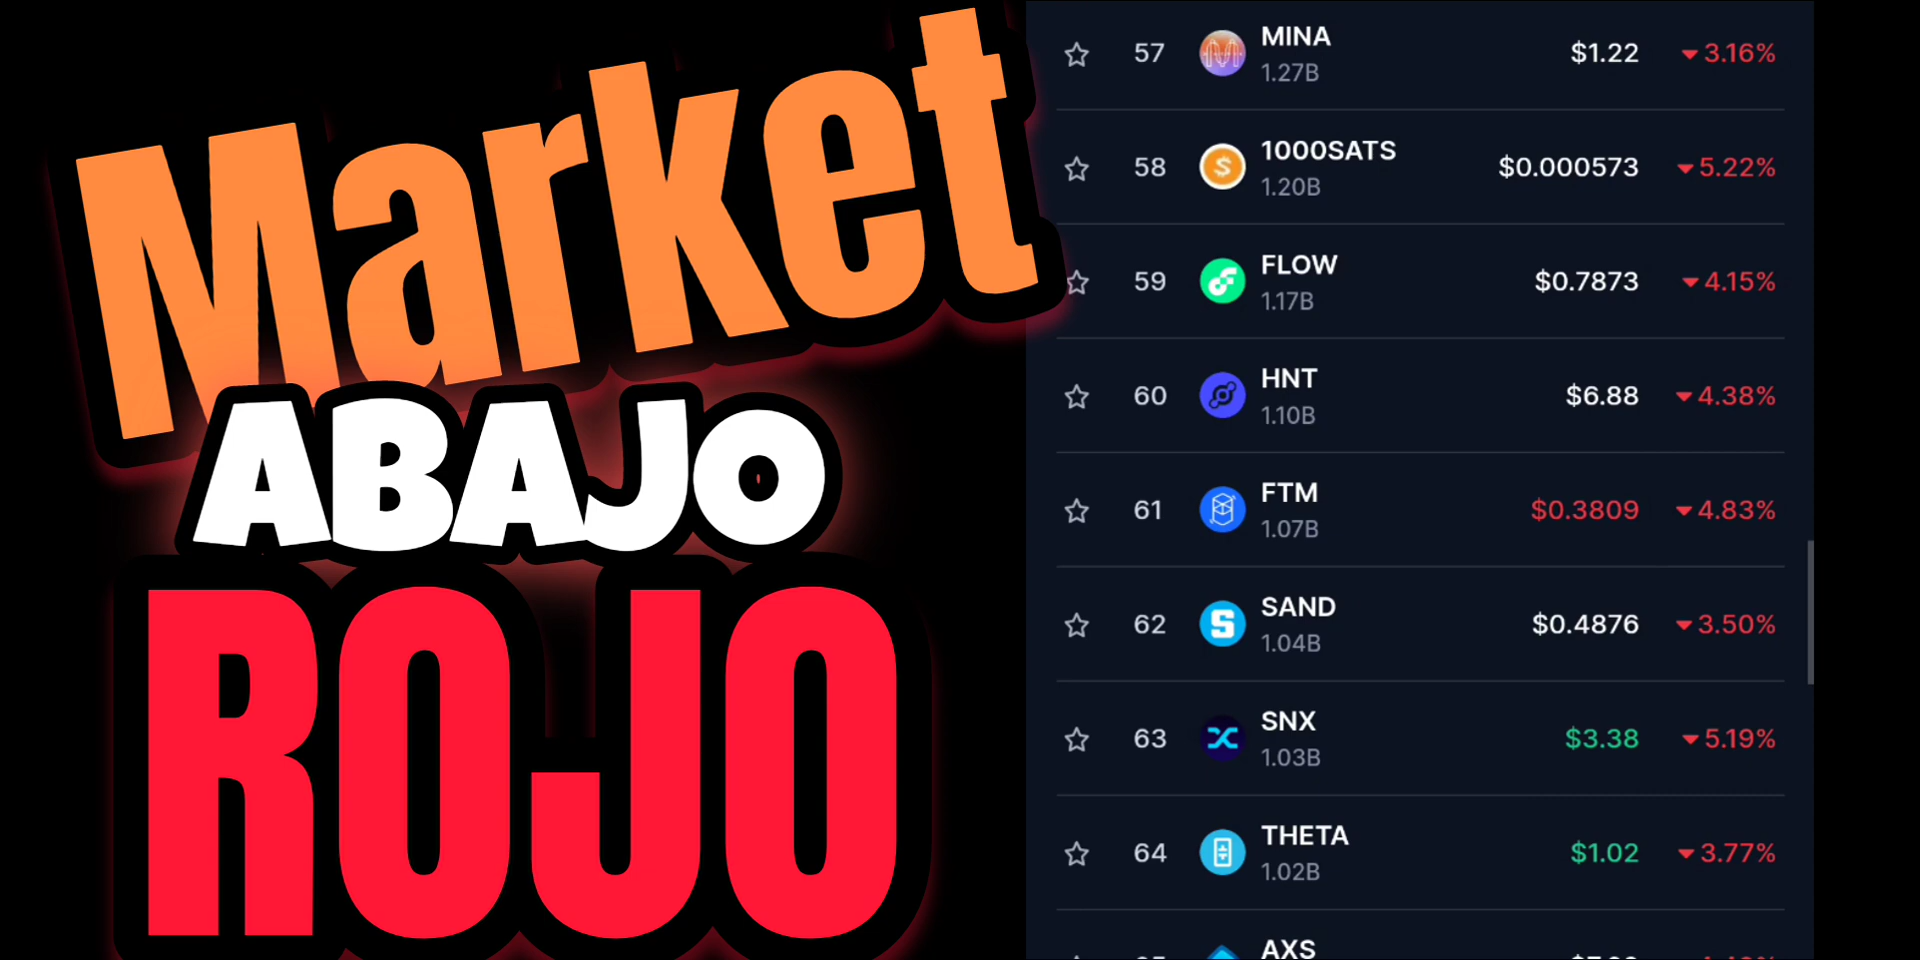 Market
ABAJO
ROJO
57 MINA $1.22 3.16%
1.27B
58 1000SATS $0.000573 5.22%
1.20B
59 FLOW $0.7873 4.15%
1.17B
60 HNT $6.88 4.38%
1.10B
61 FTM $0.3809 4.83%
1.07B
62 SAND $0.4876 3.50%
1.04B
63 SNX $3.38 5.19%
1.03B
64 THETA $1.02 3.77%
1.02B
AXS